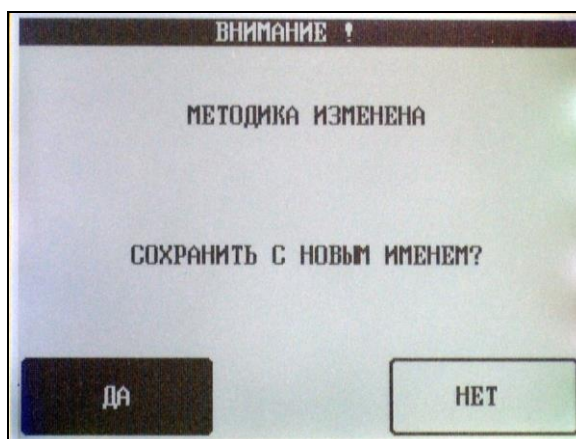 ВНИМАНИЕ !
МЕТОДИКА ИЗМЕНЕНА
СОХРАНИТЬ С НОВЫМ ИМЕНЕМ?
ДА
НЕТ